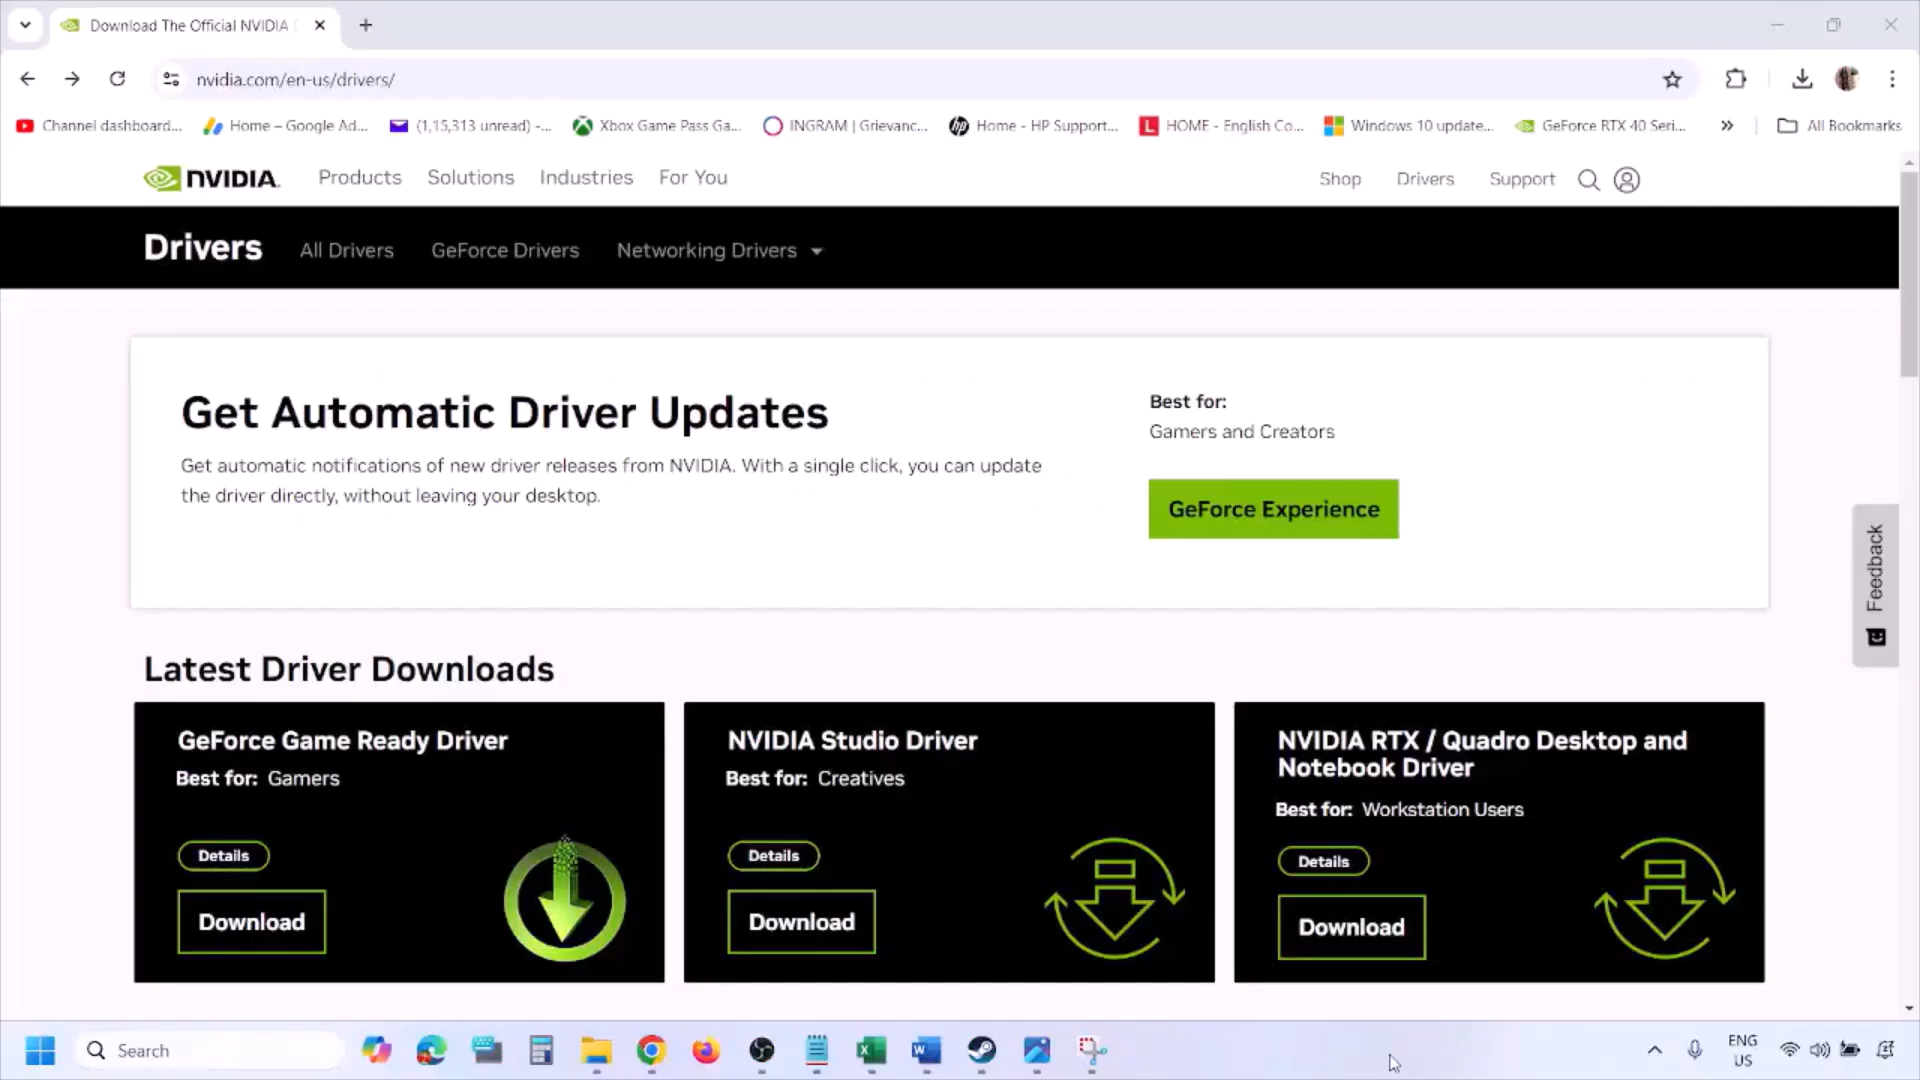 Download The Official NVIDIA
nvidia.com/en-us/drivers/
Channel dashboard...
Home – Google Ad...
(1,15,313 unread) -...
Xbox Game Pass Ga...
INGRAM | Grievanc...
Home - HP Support...
HOME - English Co...
Windows 10 update...
GeForce RTX 40 Seri...
All Bookmarks
NVIDIA.
Products
Solutions
Industries
For You
Shop
Drivers
Support
Drivers
All Drivers
GeForce Drivers
Networking Drivers
Get Automatic Driver Updates
Get automatic notifications of new driver releases from NVIDIA. With a single click, you can update
the driver directly, without leaving your desktop.
Best for:
Gamers and Creators
GeForce Experience
Feedback
Latest Driver Downloads
GeForce Game Ready Driver
Best for: Gamers
Details
Download
NVIDIA Studio Driver
Best for: Creatives
Details
Download
NVIDIA RTX / Quadro Desktop and
Notebook Driver
Best for: Workstation Users
Details
Download
Search
ENG
US